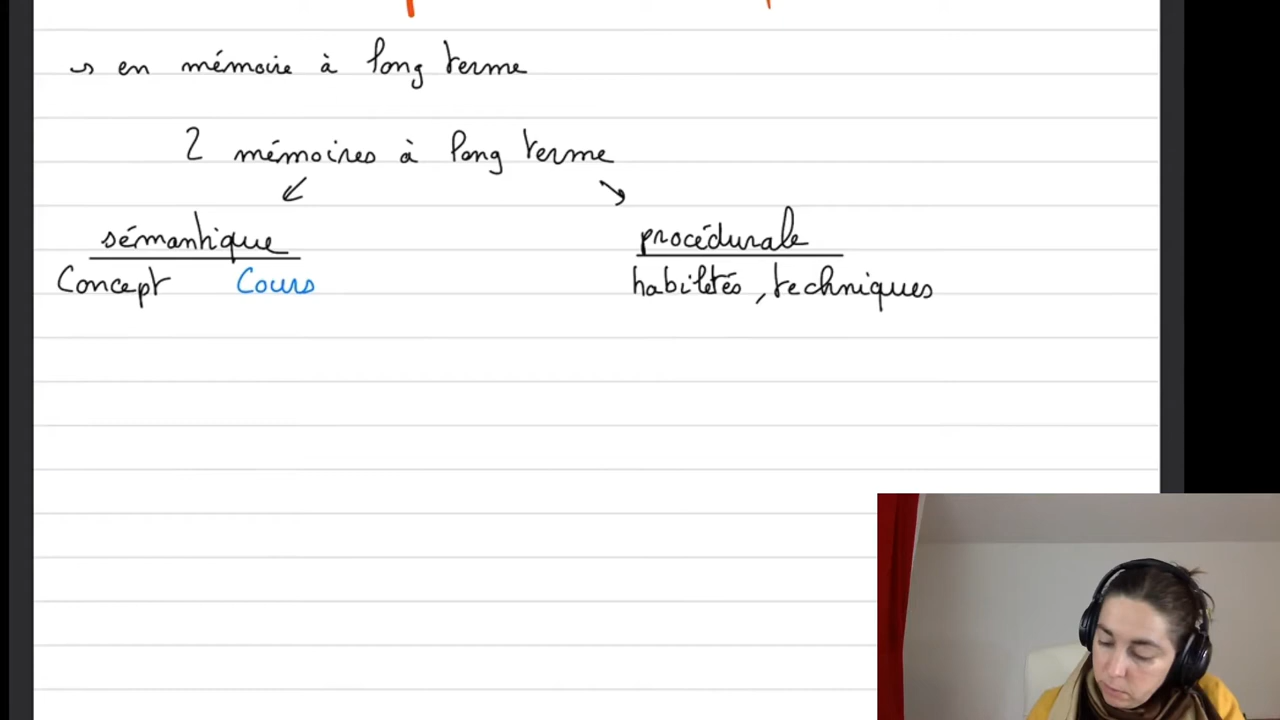 ↪ en mémoire à long terme
2 mémoires à long terme
sémantique procédurale
Concept Cours habiletés, techniques